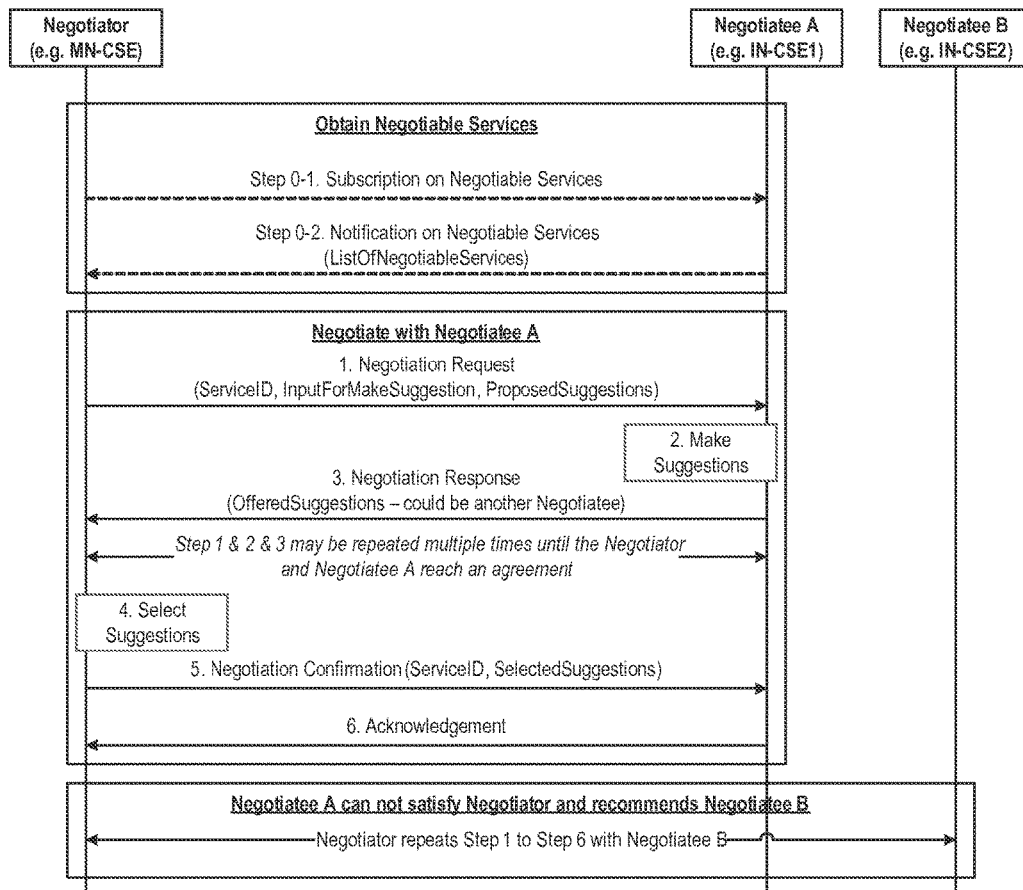 Negotiator
(e.g. MN-CSE)
Negotiatee A
(e.g. IN-CSE1)
Negotiatee B
(e.g. IN-CSE2)
Obtain Negotiable Services
Step 0-1. Subscription on Negotiable Services
Step 0-2. Notification on Negotiable Services
(ListOfNegotiableServices)
Negotiate with Negotiatee A
1. Negotiation Request
(ServiceID, InputForMakeSuggestion, ProposedSuggestions)
2. Make
Suggestions
3. Negotiation Response
(OfferedSuggestions – could be another Negotiatee)
Step 1 & 2 & 3 may be repeated multiple times until the Negotiator
and Negotiatee A reach an agreement
4. Select
Suggestions
5. Negotiation Confirmation (ServiceID, SelectedSuggestions)
6. Acknowledgement
Negotiatee A can not satisfy Negotiator and recommends Negotiatee B
Negotiator repeats Step 1 to Step 6 with Negotiatee B